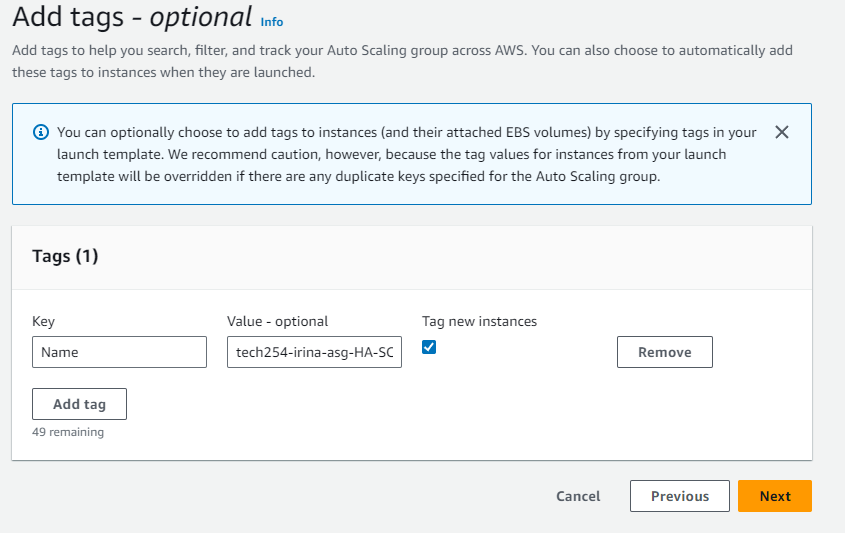 Add tags - optional Info
Add tags to help you search, filter, and track your Auto Scaling group across AWS. You can also choose to automatically add
these tags to instances when they are launched.
You can optionally choose to add tags to instances (and their attached EBS volumes) by specifying tags in your
launch template. We recommend caution, however, because the tag values for instances from your launch
template will be overridden if there are any duplicate keys specified for the Auto Scaling group.
Tags (1)
Key Value - optional Tag new instances
Name tech254-irina-asg-HA-SC Remove
Add tag
49 remaining
Cancel Previous Next